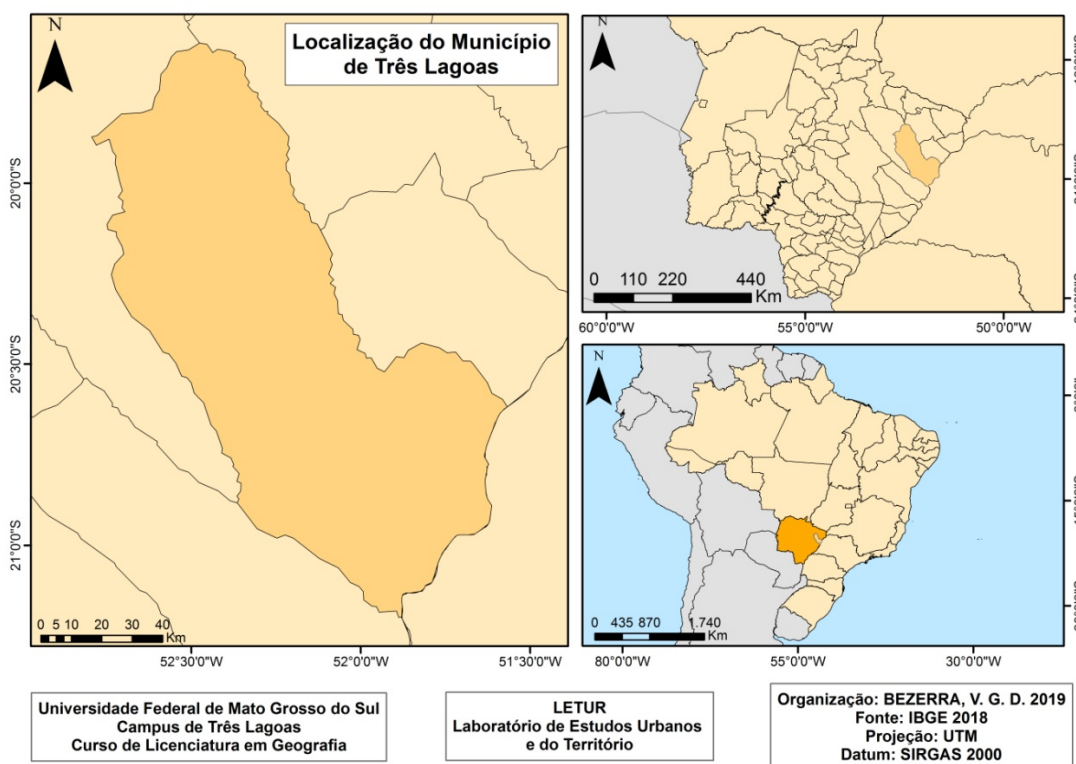 N
Localização do Município
de Três Lagoas
20°0'0"S
20°30'0"S
21°0'0"S
0 5 10 20 30 40
Km
52°30'0"W 52°0'0"W 51°30'0"W
N
0 110 220 440
Km
60°0'0"W 55°0'0"W 50°0'0"W
N
0 435 870 1.740
Km
80°0'0"W 55°0'0"W 30°0'0"W
Universidade Federal de Mato Grosso do Sul
Campus de Três Lagoas
Curso de Licenciatura em Geografia
LETUR
Laboratório de Estudos Urbanos
e do Território
Organização: BEZERRA, V. G. D. 2019
Fonte: IBGE 2018
Projeção: UTM
Datum: SIRGAS 2000